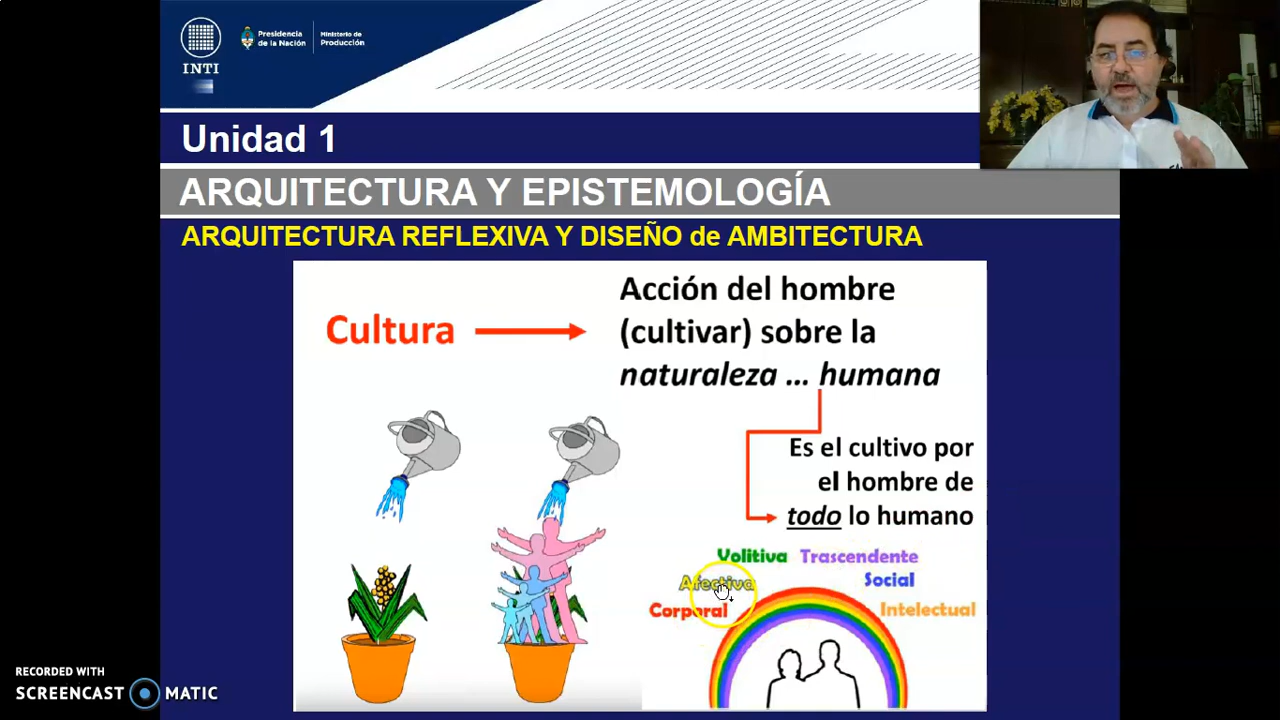 INTI
Presidencia
de la Nación
Ministerio de
Producción
Unidad 1
ARQUITECTURA Y EPISTEMOLOGÍA
ARQUITECTURA REFLEXIVA Y DISEÑO de AMBITECTURA
Cultura
Acción del hombre
(cultivar) sobre la
naturaleza ... humana
Es el cultivo por
el hombre de
todo lo humano
Volitiva Trascendente
Afectiva Social
Corporal Intelectual
RECORDED WITH
SCREENCAST MATIC